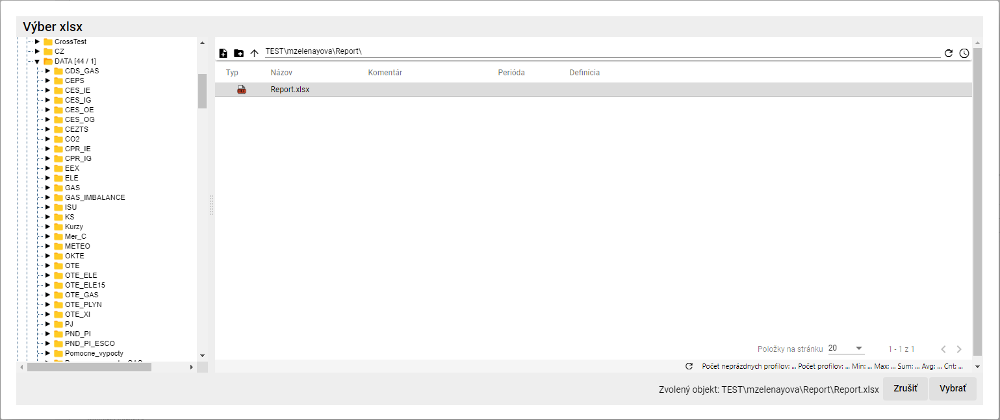 Výber xlsx
CrossTest
CZ
DATA [44 / 1]
CDS_GAS
CEPS
CES_IE
CES_IG
CES_OE
CES_OG
CEZTS
CO2
CPR_IE
CPR_IG
EEX
ELE
GAS
GAS_IMBALANCE
ISU
KS
Kurzy
Mer_C
METEO
OKTE
OTE
OTE_ELE
OTE_ELE15
OTE_GAS
OTE_PLYN
OTE_XI
PJ
PND_PI
PND_PI_ESCO
Pomocne_vypocty
TEST\mzelenayova\Report\
Typ Názov Komentár Perióda Definícia
Report.xlsx
Položky na stránku 20 1 - 1 z 1
Počet neprázdnych profilov: ... Počet profilov: ... Min: ... Max: ... Sum: ... Avg: ... Cnt: ...
Zvolený objekt: TEST\mzelenayova\Report\Report.xlsx Zrušiť Vybrať